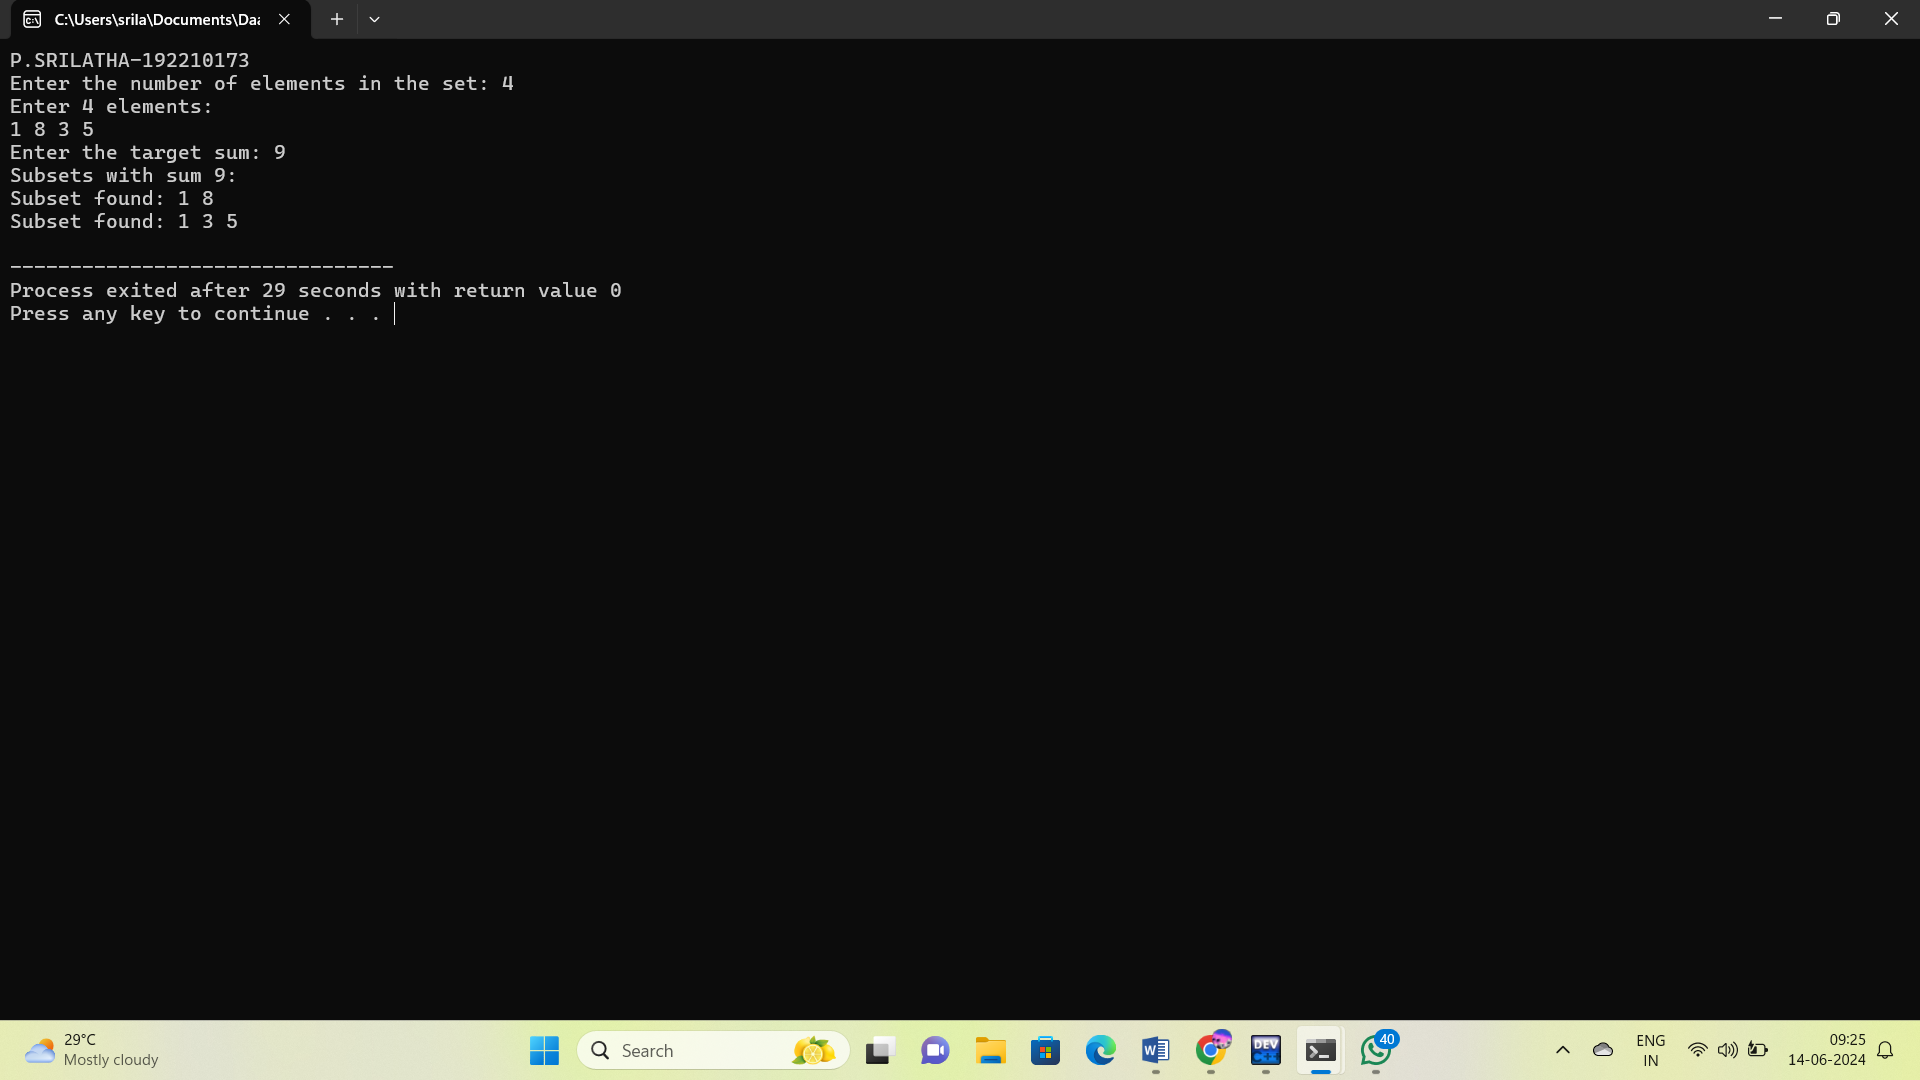 C:\Users\srila\Documents\Daa
P.SRILATHA-192210173
Enter the number of elements in the set: 4
Enter 4 elements:
1 8 3 5
Enter the target sum: 9
Subsets with sum 9:
Subset found: 1 8
Subset found: 1 3 5
--------------------------------
Process exited after 29 seconds with return value 0
Press any key to continue . . .
29°C
Mostly cloudy
Search
W
DEV
C++
40
ENG
IN
09:25
14-06-2024